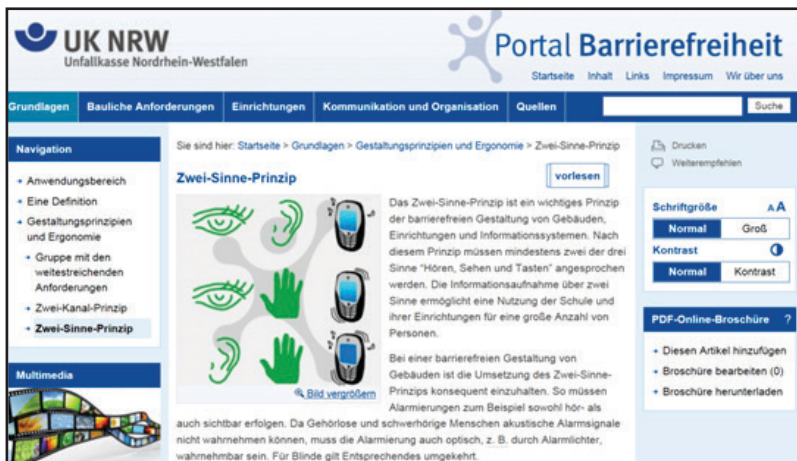 UK NRW
Unfallkasse Nordrhein-Westfalen
Portal Barrierefreiheit
Startseite Inhalt Links Impressum Wir über uns
Grundlagen Bauliche Anforderungen Einrichtungen Kommunikation und Organisation Quellen Suche
Navigation
Anwendungsbereich
Eine Definition
Gestaltungsprinzipien
und Ergonomie
Gruppe mit den
weitestreichenden
Anforderungen
Zwei-Kanal-Prinzip
Zwei-Sinne-Prinzip
Multimedia
Sie sind hier: Startseite > Grundlagen > Gestaltungsprinzipien und Ergonomie > Zwei-Sinne-Prinzip
Zwei-Sinne-Prinzip
vorlesen
Das Zwei-Sinne-Prinzip ist ein wichtiges Prinzip
der barrierefreien Gestaltung von Gebäuden,
Einrichtungen und Informationssystemen. Nach
diesem Prinzip müssen mindestens zwei der drei
Sinne "Hören, Sehen und Tasten" angesprochen
werden. Die Informationsaufnahme über zwei
Sinne ermöglicht eine Nutzung der Schule und
ihrer Einrichtungen für eine große Anzahl von
Personen.
Bild vergrößern
Bei einer barrierefreien Gestaltung von
Gebäuden ist die Umsetzung des Zwei-Sinne-
Prinzips konsequent einzuhalten. So müssen
Alarmierungen zum Beispiel sowohl hör- als
auch sichtbar erfolgen. Da Gehörlose und schwerhörige Menschen akustische Alarmsignale
nicht wahrnehmen können, muss die Alarmierung auch optisch, z. B. durch Alarmlichter,
wahrnehmbar sein. Für Blinde gilt Entsprechendes umgekehrt.
Drucken
Weiterempfehlen
Schriftgröße A A
Normal Groß
Kontrast
Normal Kontrast
PDF-Online-Broschüre ?
Diesen Artikel hinzufügen
Broschüre bearbeiten (0)
Broschüre herunterladen